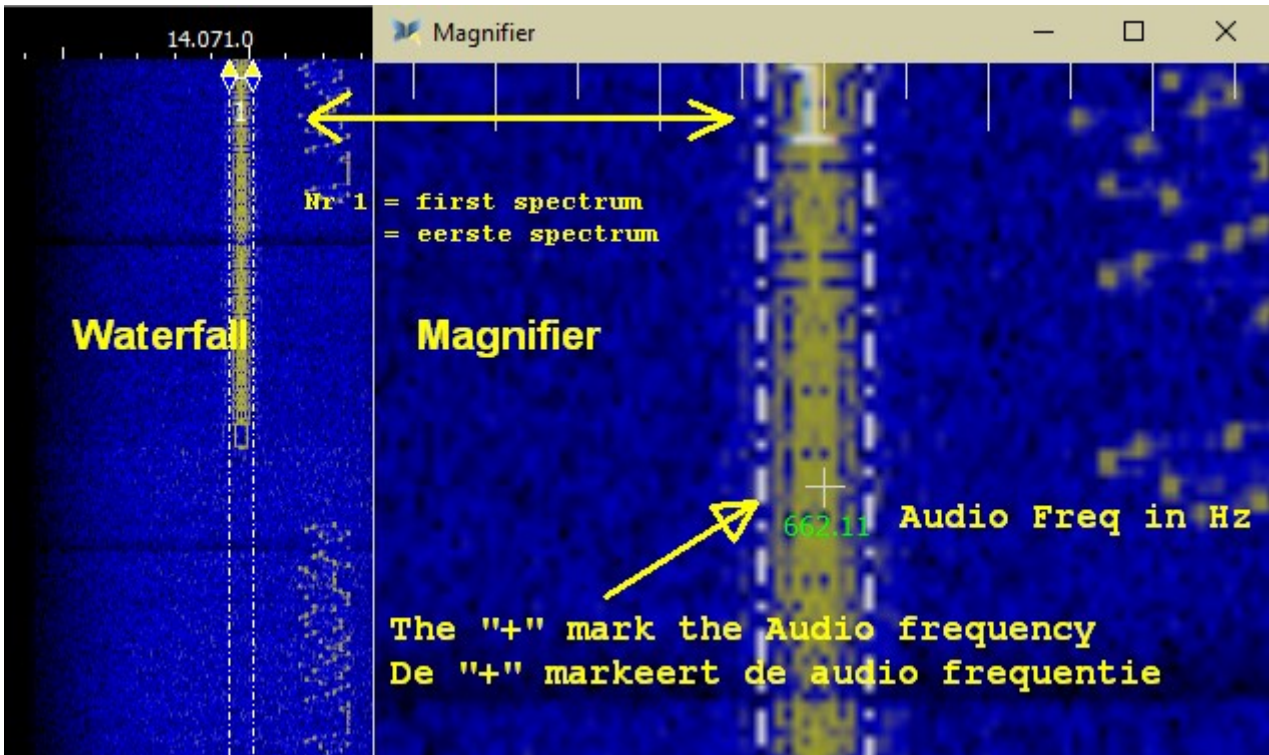 14.071.0
Magnifier
Nr 1 = first spectrum
= eerste spectrum
Waterfall
Magnifier
662.11
Audio Freq in Hz
The "+" mark the Audio frequency
De "+" markeert de audio frequentie